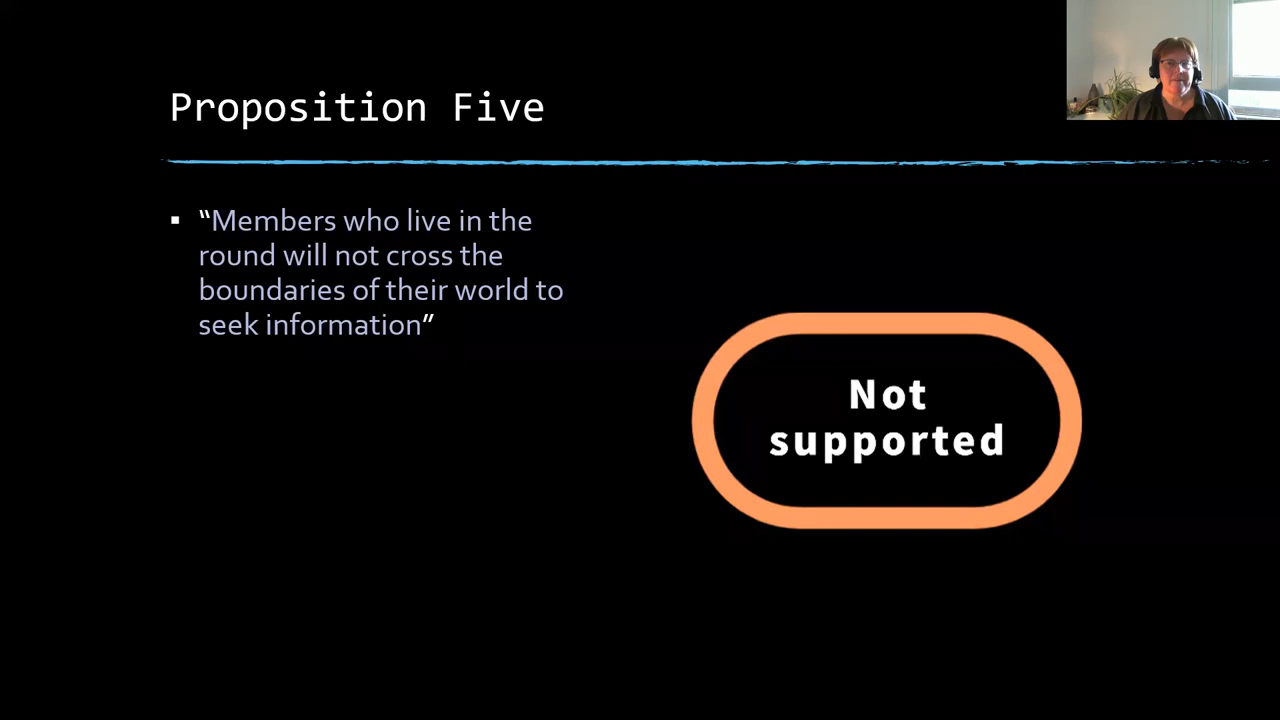 Proposition Five
▪ “Members who live in the
round will not cross the
boundaries of their world to
seek information”
Not
supported